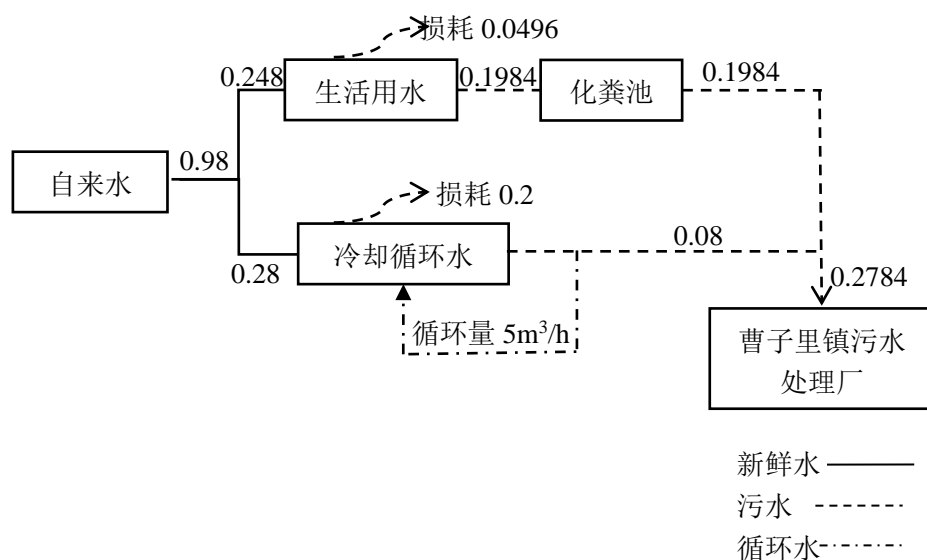 损耗 0.0496
0.248
生活用水
0.1984
化粪池
0.1984
自来水
0.98
损耗 0.2
冷却循环水
0.28
0.08
循环量 5m³/h
0.2784
曹子里镇污水
处理厂
新鲜水
污水
循环水